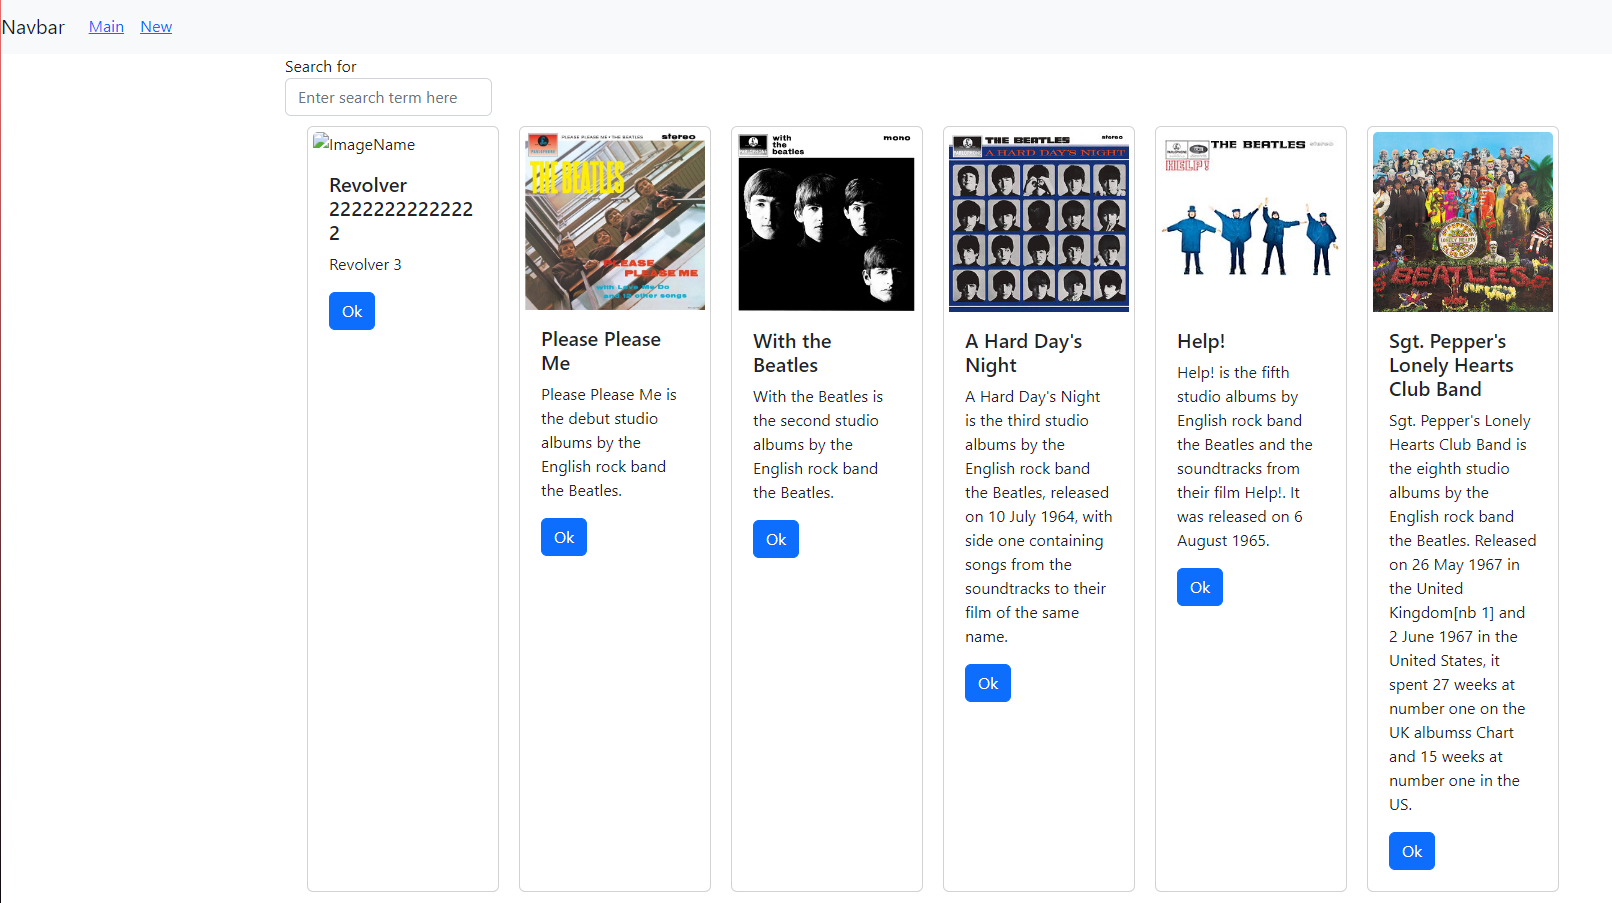 Navbar Main New
Search for
Enter search term here
ImageName
Revolver
2222222222222
2
Revolver 3
Ok
PLEASE PLEASE ME • THE BEATLES stereo
THE BEATLES
PLEASE
PLEASE ME
with Love Me Do
and 12 other songs
Please Please
Me
Please Please Me is
the debut studio
albums by the
English rock band
the Beatles.
Ok
with
the
beatles
mono
With the
Beatles
With the Beatles is
the second studio
albums by the
English rock band
the Beatles.
Ok
THE BEATLES stereo
A HARD DAY'S NIGHT
A Hard Day's
Night
A Hard Day's Night
is the third studio
albums by the
English rock band
the Beatles, released
on 10 July 1964, with
side one containing
songs from the
soundtracks to their
film of the same
name.
Ok
THE BEATLES stereo
HELP!
Help!
Help! is the fifth
studio albums by
English rock band
the Beatles and the
soundtracks from
their film Help!. It
was released on 6
August 1965.
Ok
BEATLES
Sgt. Pepper's
Lonely Hearts
Club Band
Sgt. Pepper's Lonely
Hearts Club Band is
the eighth studio
albums by the
English rock band
the Beatles. Released
on 26 May 1967 in
the United
Kingdom[nb 1] and
2 June 1967 in the
United States, it
spent 27 weeks at
number one on the
UK albumss Chart
and 15 weeks at
number one in the
US.
Ok